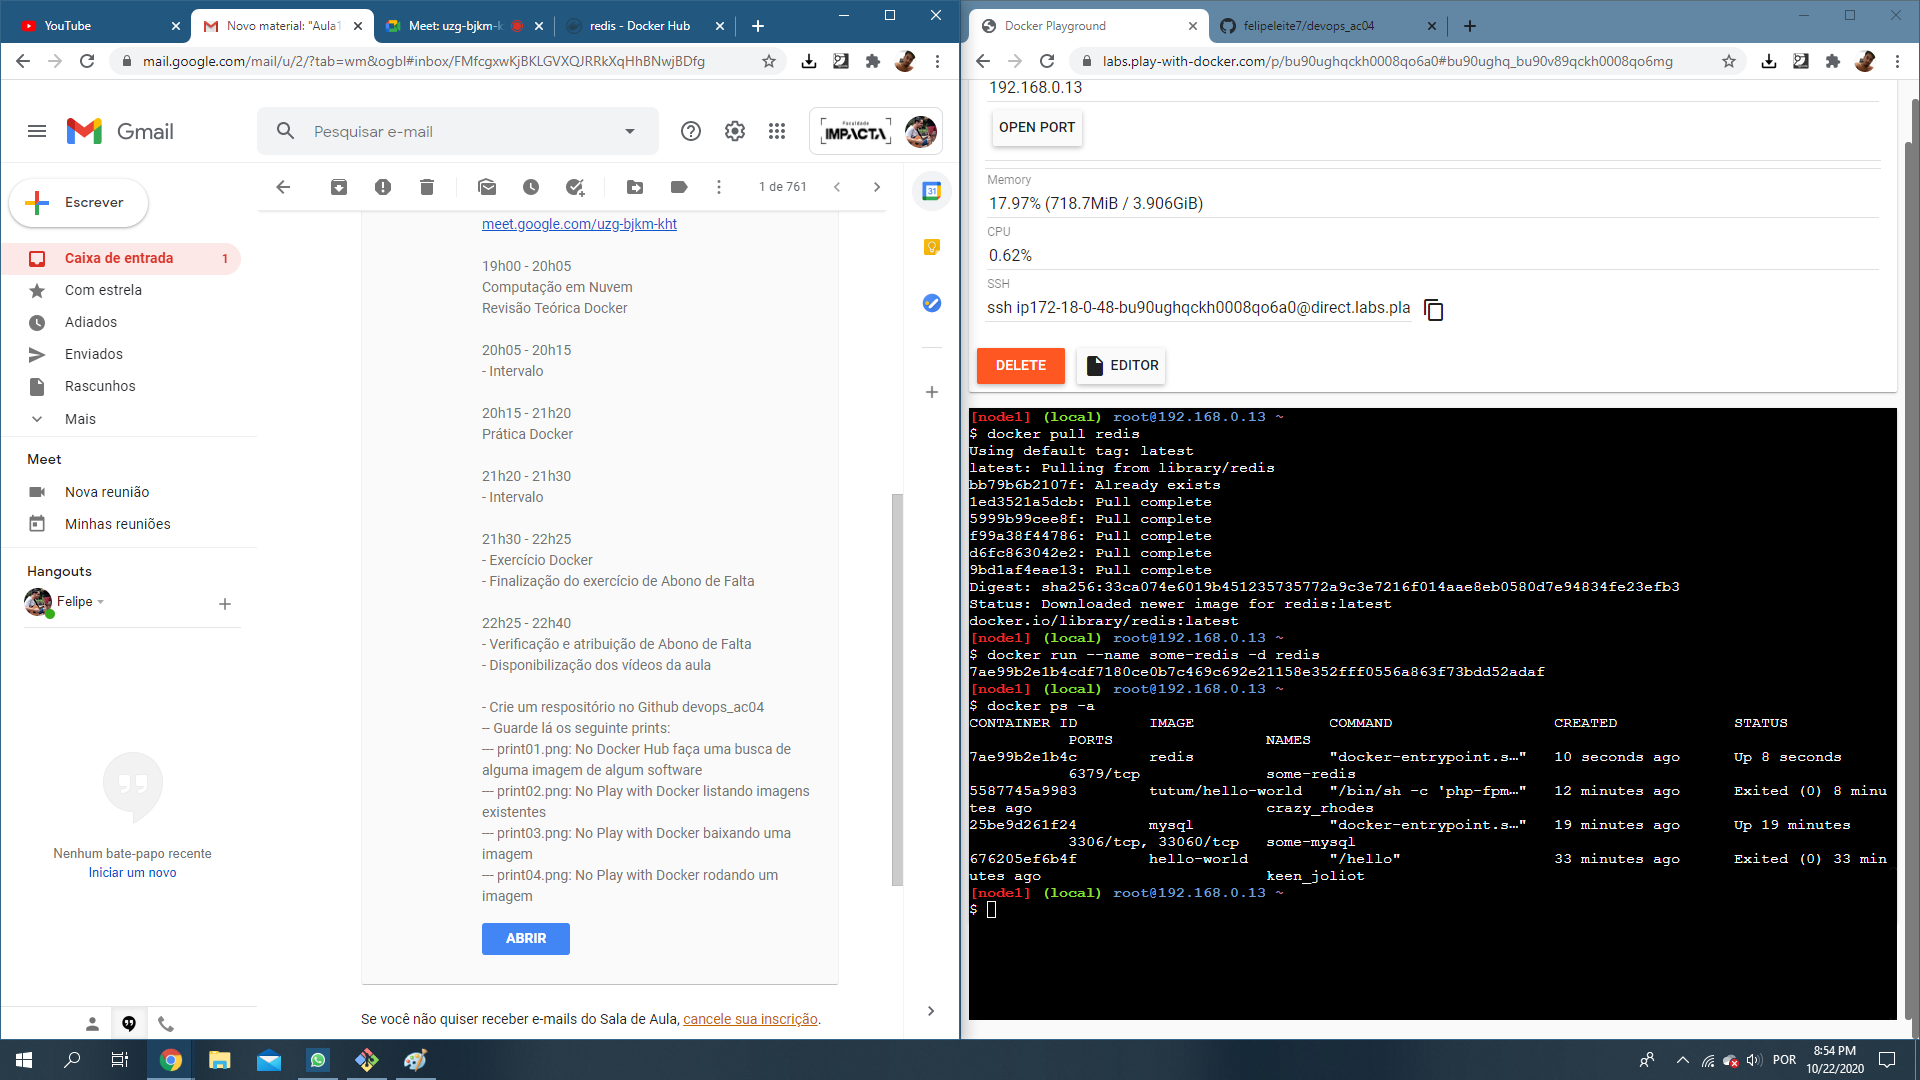 YouTube
Novo material: "Aula1
Meet: uzg-bjkm-k
redis - Docker Hub
mail.google.com/mail/u/2/?tab=wm&ogbl#inbox/FMfcgxwKjBKLGVXQJRRkXqHhBNwjBDfg
Gmail
Pesquisar e-mail
Faculdade
IMPACTA
Escrever
1 de 761
31
Caixa de entrada
1
Com estrela
Adiados
Enviados
Rascunhos
Mais
Meet
Nova reunião
Minhas reuniões
Hangouts
Felipe
Nenhum bate-papo recente
Iniciar um novo
meet.google.com/uzg-bjkm-kht
19h00 - 20h05
Computação em Nuvem
Revisão Teórica Docker
20h05 - 20h15
- Intervalo
20h15 - 21h20
Prática Docker
21h20 - 21h30
- Intervalo
21h30 - 22h25
- Exercício Docker
- Finalização do exercício de Abono de Falta
22h25 - 22h40
- Verificação e atribuição de Abono de Falta
- Disponibilização dos vídeos da aula
- Crie um respositório no Github devops_ac04
-- Guarde lá os seguinte prints:
--- print01.png: No Docker Hub faça uma busca de
alguma imagem de algum software
--- print02.png: No Play with Docker listando imagens
existentes
--- print03.png: No Play with Docker baixando uma
imagem
--- print04.png: No Play with Docker rodando um
imagem
ABRIR
Se você não quiser receber e-mails do Sala de Aula, cancele sua inscrição.
Docker Playground
felipeleite7/devops_ac04
labs.play-with-docker.com/p/bu90ughqckh0008qo6a0#bu90ughq_bu90v89qckh0008qo6mg
192.168.0.13
OPEN PORT
Memory
17.97% (718.7MiB / 3.906GiB)
CPU
0.62%
SSH
ssh ip172-18-0-48-bu90ughqckh0008qo6a0@direct.labs.pla
DELETE
EDITOR
[node1] (local) root@192.168.0.13 ~
$ docker pull redis
Using default tag: latest
latest: Pulling from library/redis
bb79b6b2107f: Already exists
1ed3521a5dcb: Pull complete
5999b99cee8f: Pull complete
f99a38f44786: Pull complete
d6fc863042e2: Pull complete
9bd1af4eae13: Pull complete
Digest: sha256:33ca074e6019b451235735772a9c3e7216f014aae8eb0580d7e94834fe23efb3
Status: Downloaded newer image for redis:latest
docker.io/library/redis:latest
[node1] (local) root@192.168.0.13 ~
$ docker run --name some-redis -d redis
7ae99b2e1b4cdf7180ce0b7c469c692e21158e352fff0556a863f73bdd52adaf
[node1] (local) root@192.168.0.13 ~
$ docker ps -a
CONTAINER ID IMAGE COMMAND CREATED STATUS
PORTS NAMES
7ae99b2e1b4c redis "docker-entrypoint.s…" 10 seconds ago Up 8 seconds
6379/tcp some-redis
5587745a9983 tutum/hello-world "/bin/sh -c 'php-fpm…" 12 minutes ago Exited (0) 8 minu
tes ago crazy_rhodes
25be9d261f24 mysql "docker-entrypoint.s…" 19 minutes ago Up 19 minutes
3306/tcp, 33060/tcp some-mysql
676205ef6b4f hello-world "/hello" 33 minutes ago Exited (0) 33 min
utes ago keen_joliot
[node1] (local) root@192.168.0.13 ~
$
POR
8:54 PM
10/22/2020